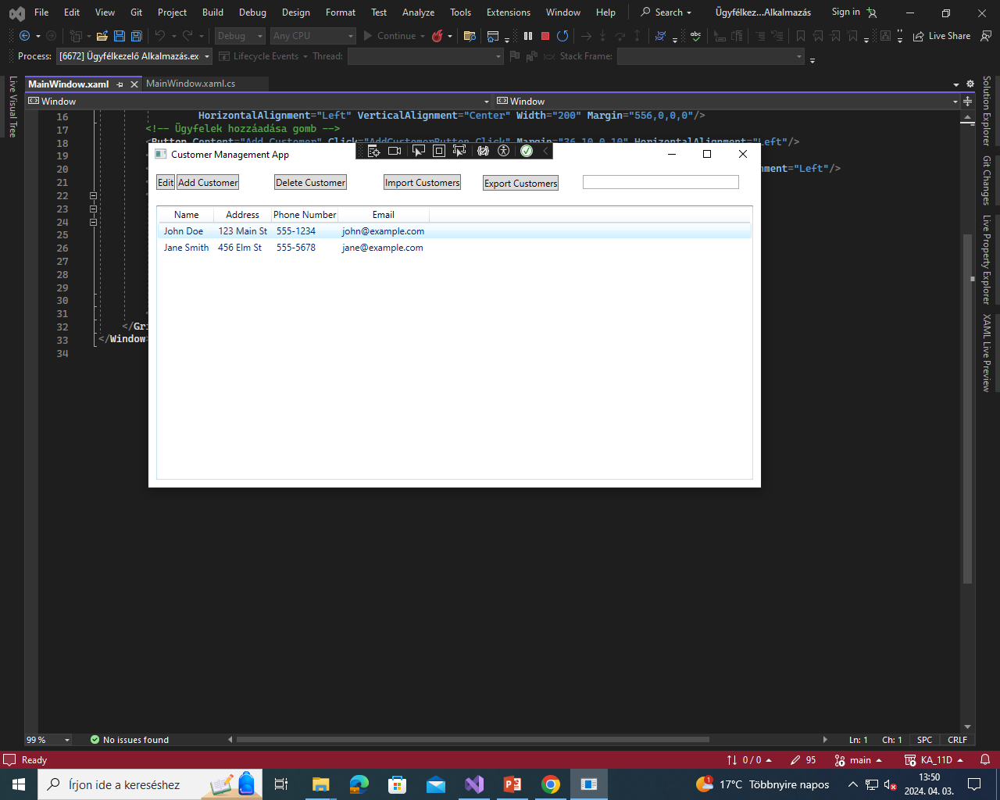 File Edit View Git Project Build Debug Design Format Test Analyze Tools Extensions Window Help Search Ügyfélkez...Alkalmazás Sign in
Debug Any CPU Continue Live Share
Process: [6672] Ügyfélkezelő Alkalmazás.exe Lifecycle Events Thread: Stack Frame:
MainWindow.xaml MainWindow.xaml.cs
Window Window
16 HorizontalAlignment="Left" VerticalAlignment="Center" Width="200" Margin="556,0,0,0"/>
17 <!-- Ügyfelek hozzáadása gomb -->
18 <Button Content="Add Customer" Click="AddCustomerButton_Click" Margin="36,10,0,10" HorizontalAlignment="Left"/>
19 <
20 < nment="Left"/>
21 <
22 <
23
24
25
26
27
28
29
30
31 <
32 </Gri
33 </Window>
34
Customer Management App
Edit Add Customer Delete Customer Import Customers Export Customers
Name Address Phone Number Email
John Doe 123 Main St 555-1234 john@example.com
Jane Smith 456 Elm St 555-5678 jane@example.com
Live Visual Tree
Solution Explorer
Git Changes
Live Property Explorer
XAML Live Preview
99 % No issues found Ln: 1 Ch: 1 SPC CRLF
Ready 0 / 0 95 main KA_11D
Írjon ide a kereséshez 1 17°C Többnyire napos 13:50
2024. 04. 03.